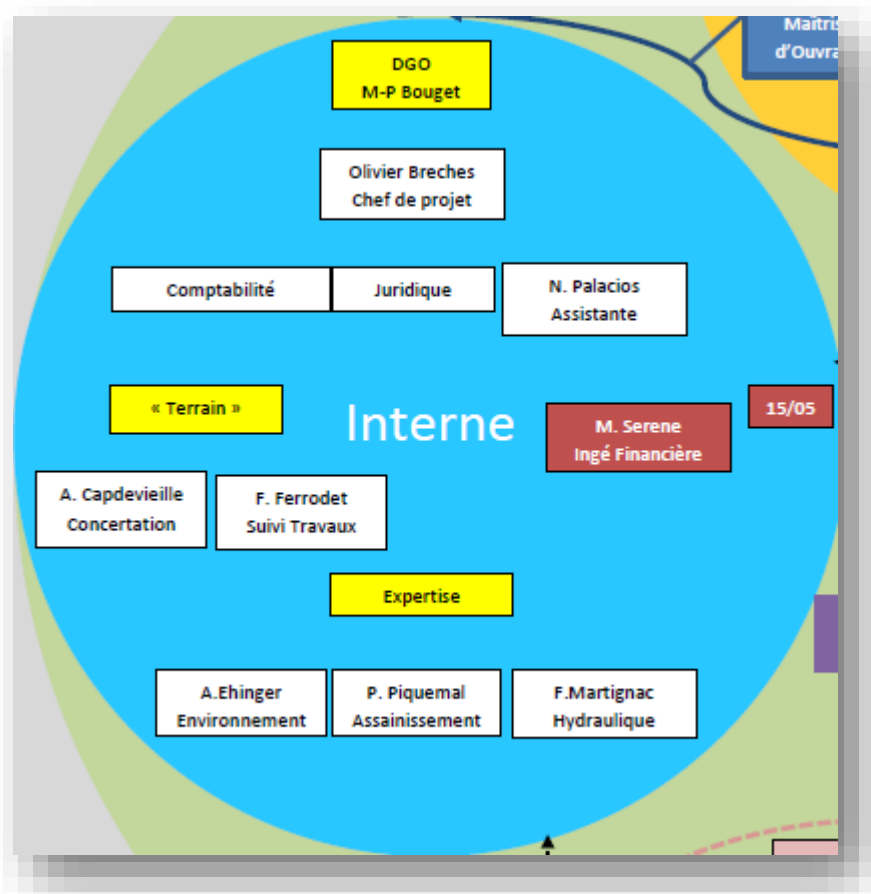 DGO
M-P Bouget
d'Ouvra
Olivier Breches
Chef de projet
Comptabilité
Juridique
N. Palacios
Assistante
« Terrain »
Interne
15/05
M. Serene
Ingé Financière
A. Capdevieille
Concertation
F. Ferrodet
Suivi Travaux
Expertise
A.Ehinger
Environnement
P. Piquemal
Assainissement
F.Martignac
Hydraulique